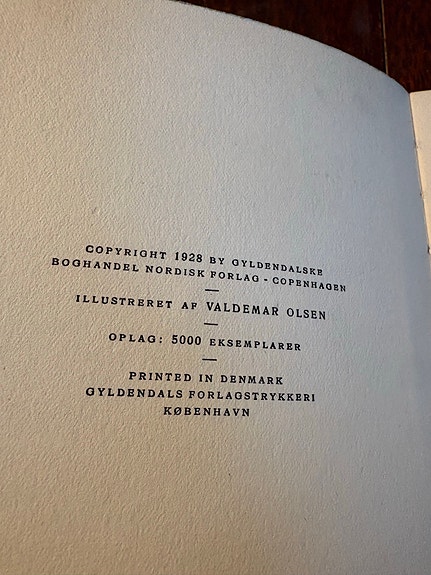 COPYRIGHT 1928 BY GYLDENDALSKE
BOGHANDEL NORDISK FORLAG - COPENHAGEN
ILLUSTRERET AF VALDEMAR OLSEN
OPLAG: 5000 EKSEMPLARER
PRINTED IN DENMARK
GYLDENDALS FORLAGSTRYKKERI
KØBENHAVN